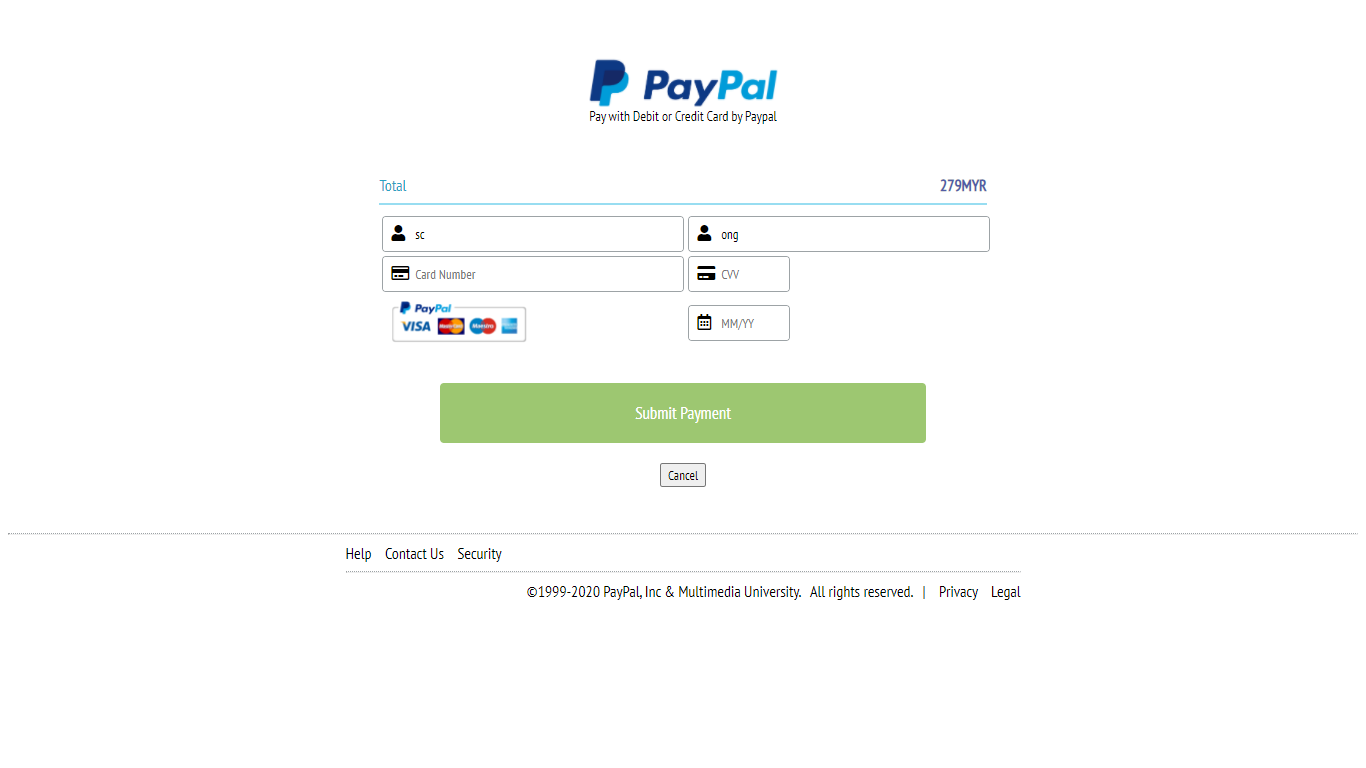 PayPal
Pay with Debit or Credit Card by Paypal
Total 279MYR
sc ong
Card Number CVV
PayPal
VISA MasterCard Maestro MM/YY
Submit Payment
Cancel
Help Contact Us Security
©1999-2020 PayPal, Inc & Multimedia University. All rights reserved. | Privacy Legal